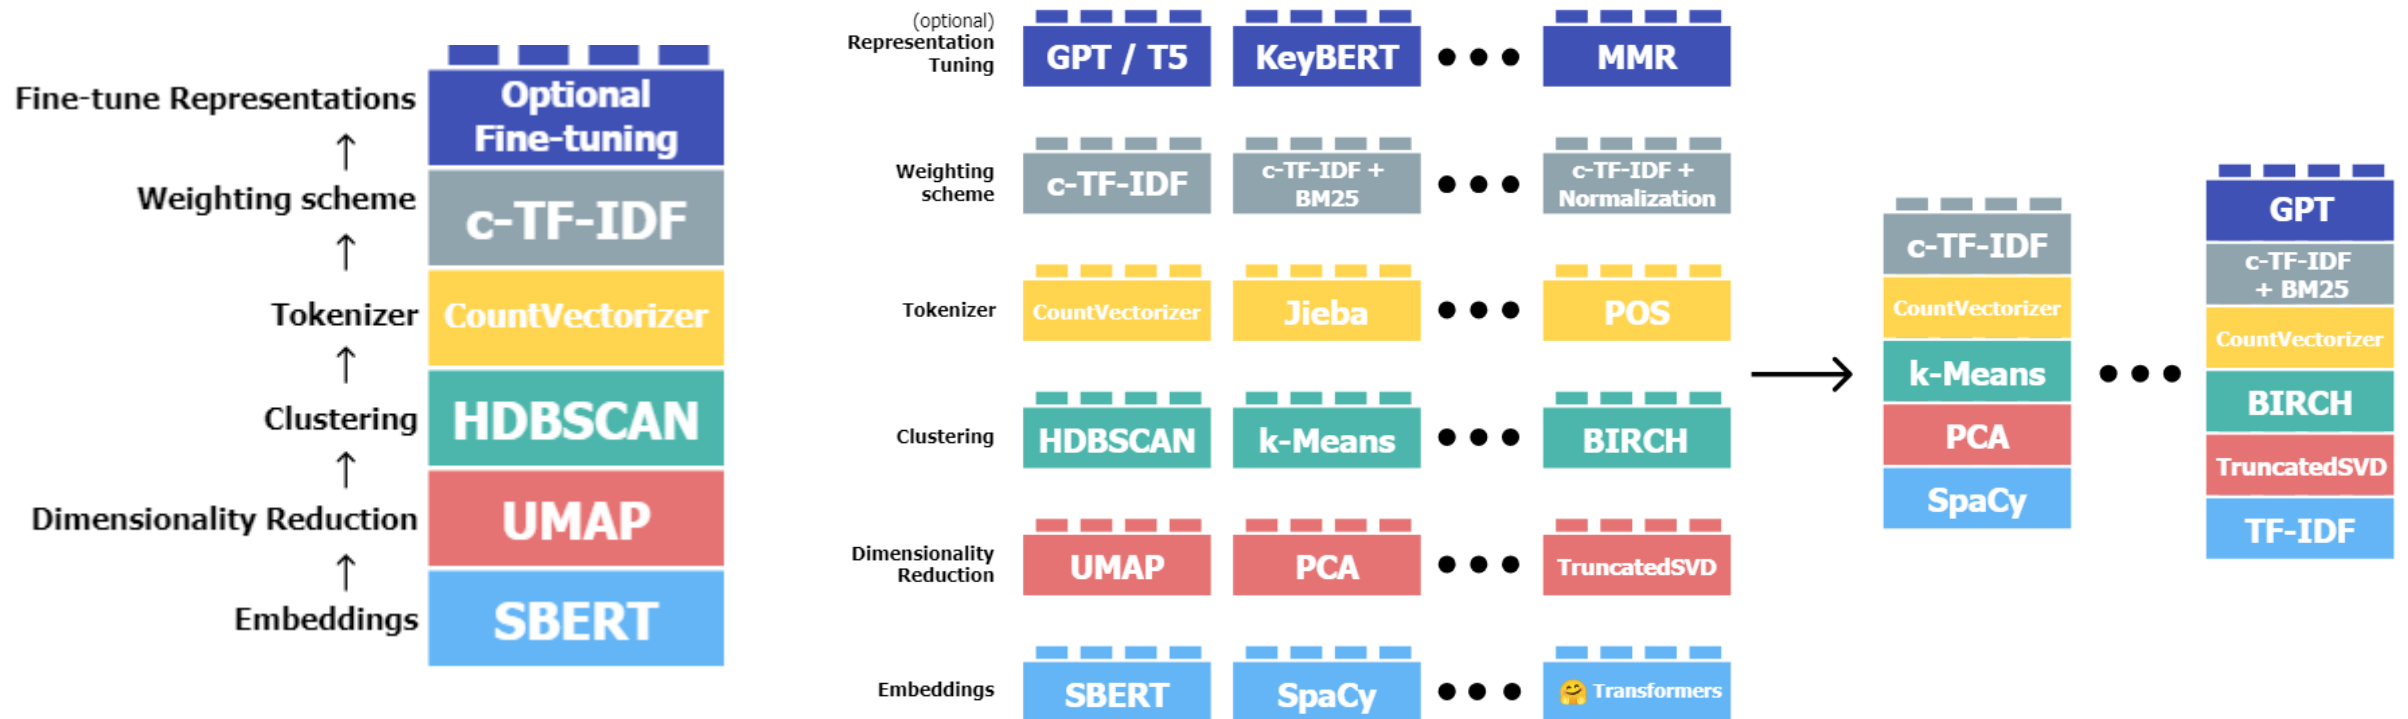 Fine-tune Representations
Optional
Fine-tuning
Weighting scheme
c-TF-IDF
Tokenizer
CountVectorizer
Clustering
HDBSCAN
Dimensionality Reduction
UMAP
Embeddings
SBERT
(optional)
Representation
Tuning
GPT / T5
KeyBERT
MMR
Weighting
scheme
c-TF-IDF
c-TF-IDF +
BM25
c-TF-IDF +
Normalization
Tokenizer
CountVectorizer
Jieba
POS
Clustering
HDBSCAN
k-Means
BIRCH
Dimensionality
Reduction
UMAP
PCA
TruncatedSVD
Embeddings
SBERT
SpaCy
🤗 Transformers
c-TF-IDF
CountVectorizer
k-Means
PCA
SpaCy
GPT
c-TF-IDF
+ BM25
CountVectorizer
BIRCH
TruncatedSVD
TF-IDF